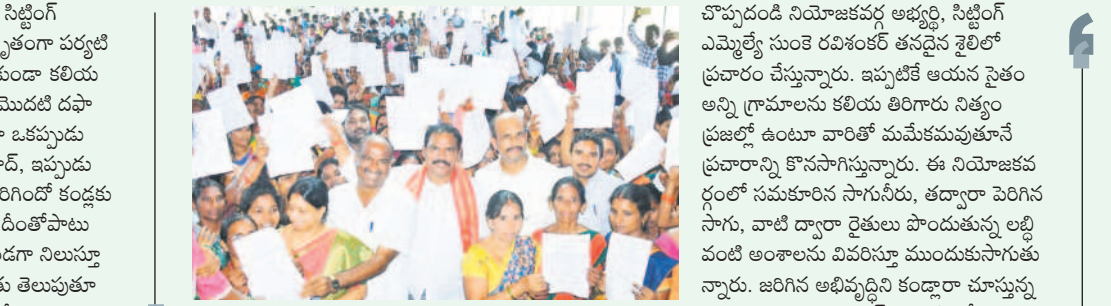 సిట్టింగ్
పర్యటి
కుండా కలియ
మొదటి దఫా
ఒకప్పుడు
ఇప్పుడు
కండ్లకు
దీంతోపాటు
నిలుస్తూ
తెలుపుతూ
చొప్పదండి నియోజకవర్గ అభ్యర్థి, సిట్టింగ్
ఎమ్మెల్యే సుంకె రవిశంకర్ తనదైన శైలిలో
ప్రచారం చేస్తున్నారు. ఇప్పటికే ఆయన సైతం
అన్ని గ్రామాలను కలియ తిరిగారు నిత్యం
ప్రజల్లో ఉంటూ వారితో మమేకమవుతూనే
ప్రచారాన్ని కొనసాగిస్తున్నారు. ఈ నియోజకవ
ర్గంలో సమకూరిన సాగునీరు, తద్వారా పెరిగిన
సాగు, వాటి ద్వారా రైతులు పొందుతున్న లబ్ధి
వంటి అంశాలను వివరిస్తూ ముందుకుసాగుతు
న్నారు. జరిగిన అభివృద్ధిని కండ్లారా చూస్తున్న